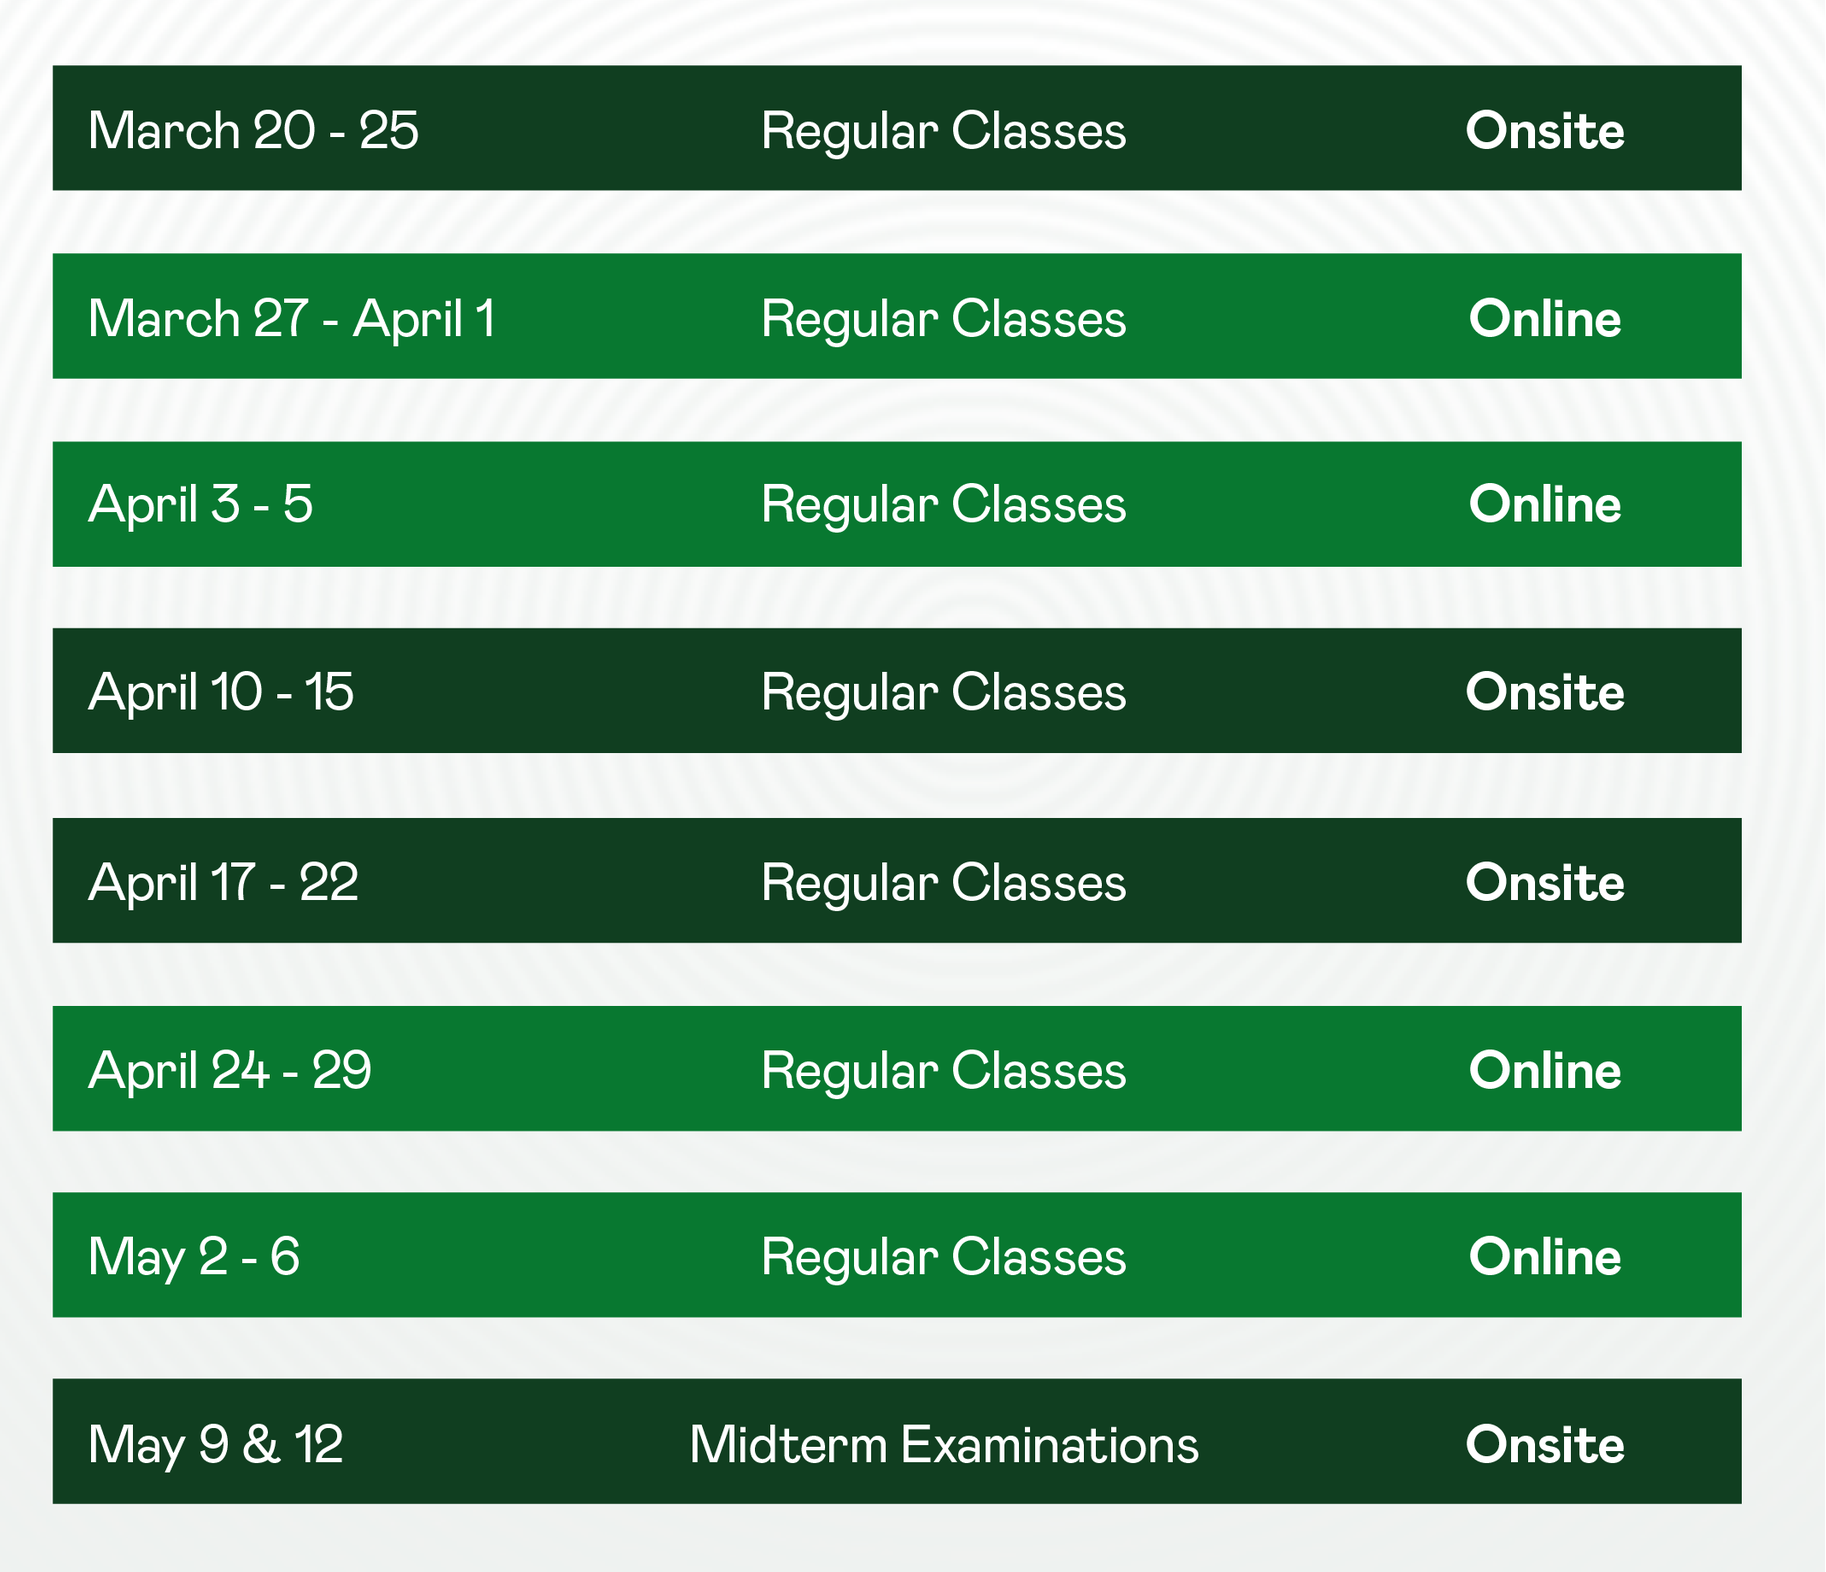 March 20 - 25 Regular Classes Onsite
March 27 - April 1 Regular Classes Online
April 3 - 5 Regular Classes Online
April 10 - 15 Regular Classes Onsite
April 17 - 22 Regular Classes Onsite
April 24 - 29 Regular Classes Online
May 2 - 6 Regular Classes Online
May 9 & 12 Midterm Examinations Onsite